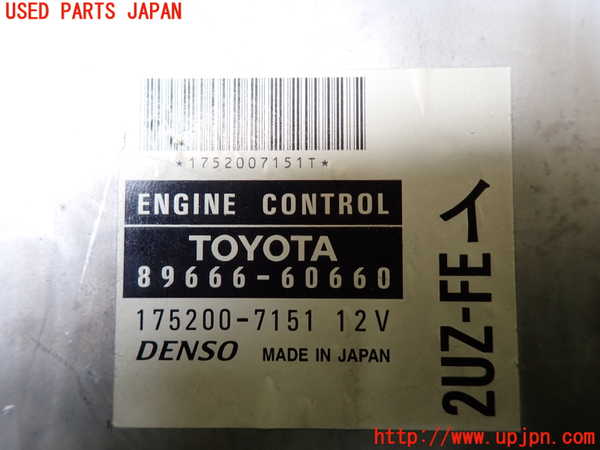 USED PARTS JAPAN
*1752007151T*
ENGINE CONTROL
TOYOTA
89666-60660
175200-7151 12V
DENSO MADE IN JAPAN
2UZ-FE イ
http://www.upjpn.com/